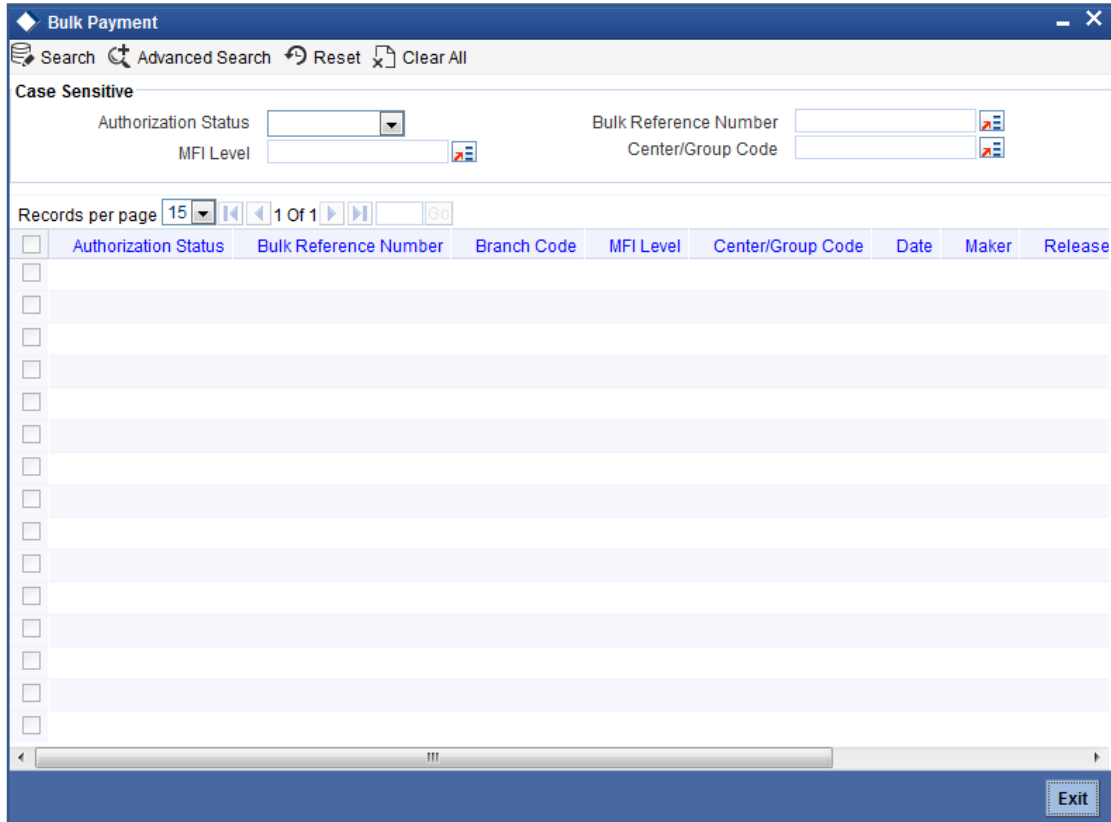 Bulk Payment
Search Advanced Search Reset Clear All
Case Sensitive
Authorization Status Bulk Reference Number
MFI Level Center/Group Code
Records per page 15 1 Of 1 Go
Authorization Status Bulk Reference Number Branch Code MFI Level Center/Group Code Date Maker Release
Exit